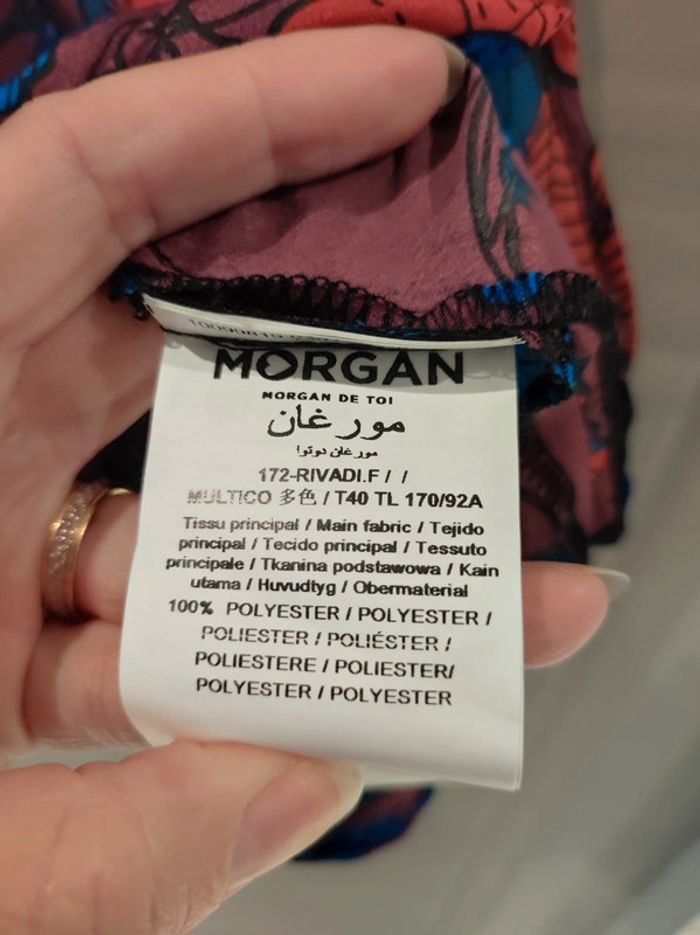 MORGAN
MORGAN DE TOI
مورغان
مورغان دوتوا
172-RIVADI.F / /
MULTICO 多色 / T40 TL 170/92A
Tissu principal / Main fabric / Tejido
principal / Tecido principal / Tessuto
principale / Tkanina podstawowa / Kain
utama / Huvudtyg / Obermaterial
100% POLYESTER / POLYESTER /
POLIESTER / POLIÉSTER /
POLIESTERE / POLIESTER/
POLYESTER / POLYESTER